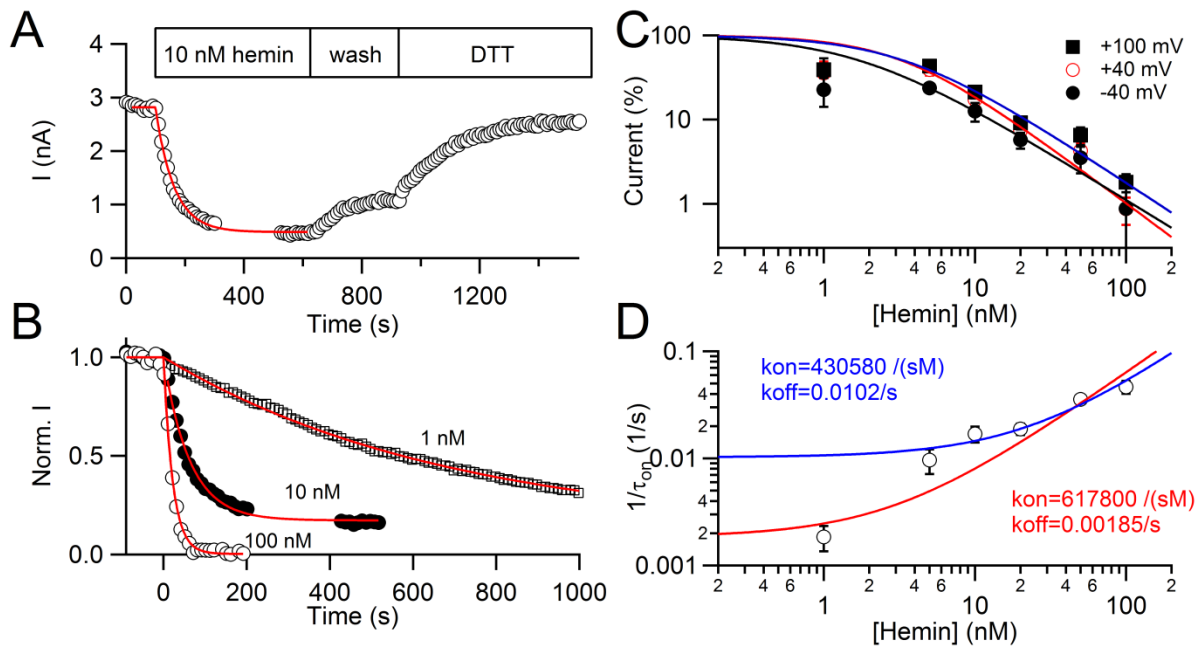 A
10 nM hemin wash DTT
4
3
2
1
0
I (nA)
0 400 800 1200
Time (s)
B
1.0
0.5
0.0
Norm. I
1 nM
10 nM
100 nM
0 200 400 600 800 1000
Time (s)
C
+100 mV
+40 mV
-40 mV
100
10
1
Current (%)
2 4 6 1 2 4 6 10 2 4 6 100 2
[Hemin] (nM)
D
kon=430580 /(sM)
koff=0.0102/s
kon=617800 /(sM)
koff=0.00185/s
0.1
4
2
0.01
4
2
0.001
1/τon (1/s)
2 4 6 1 2 4 6 10 2 4 6 100 2
[Hemin] (nM)